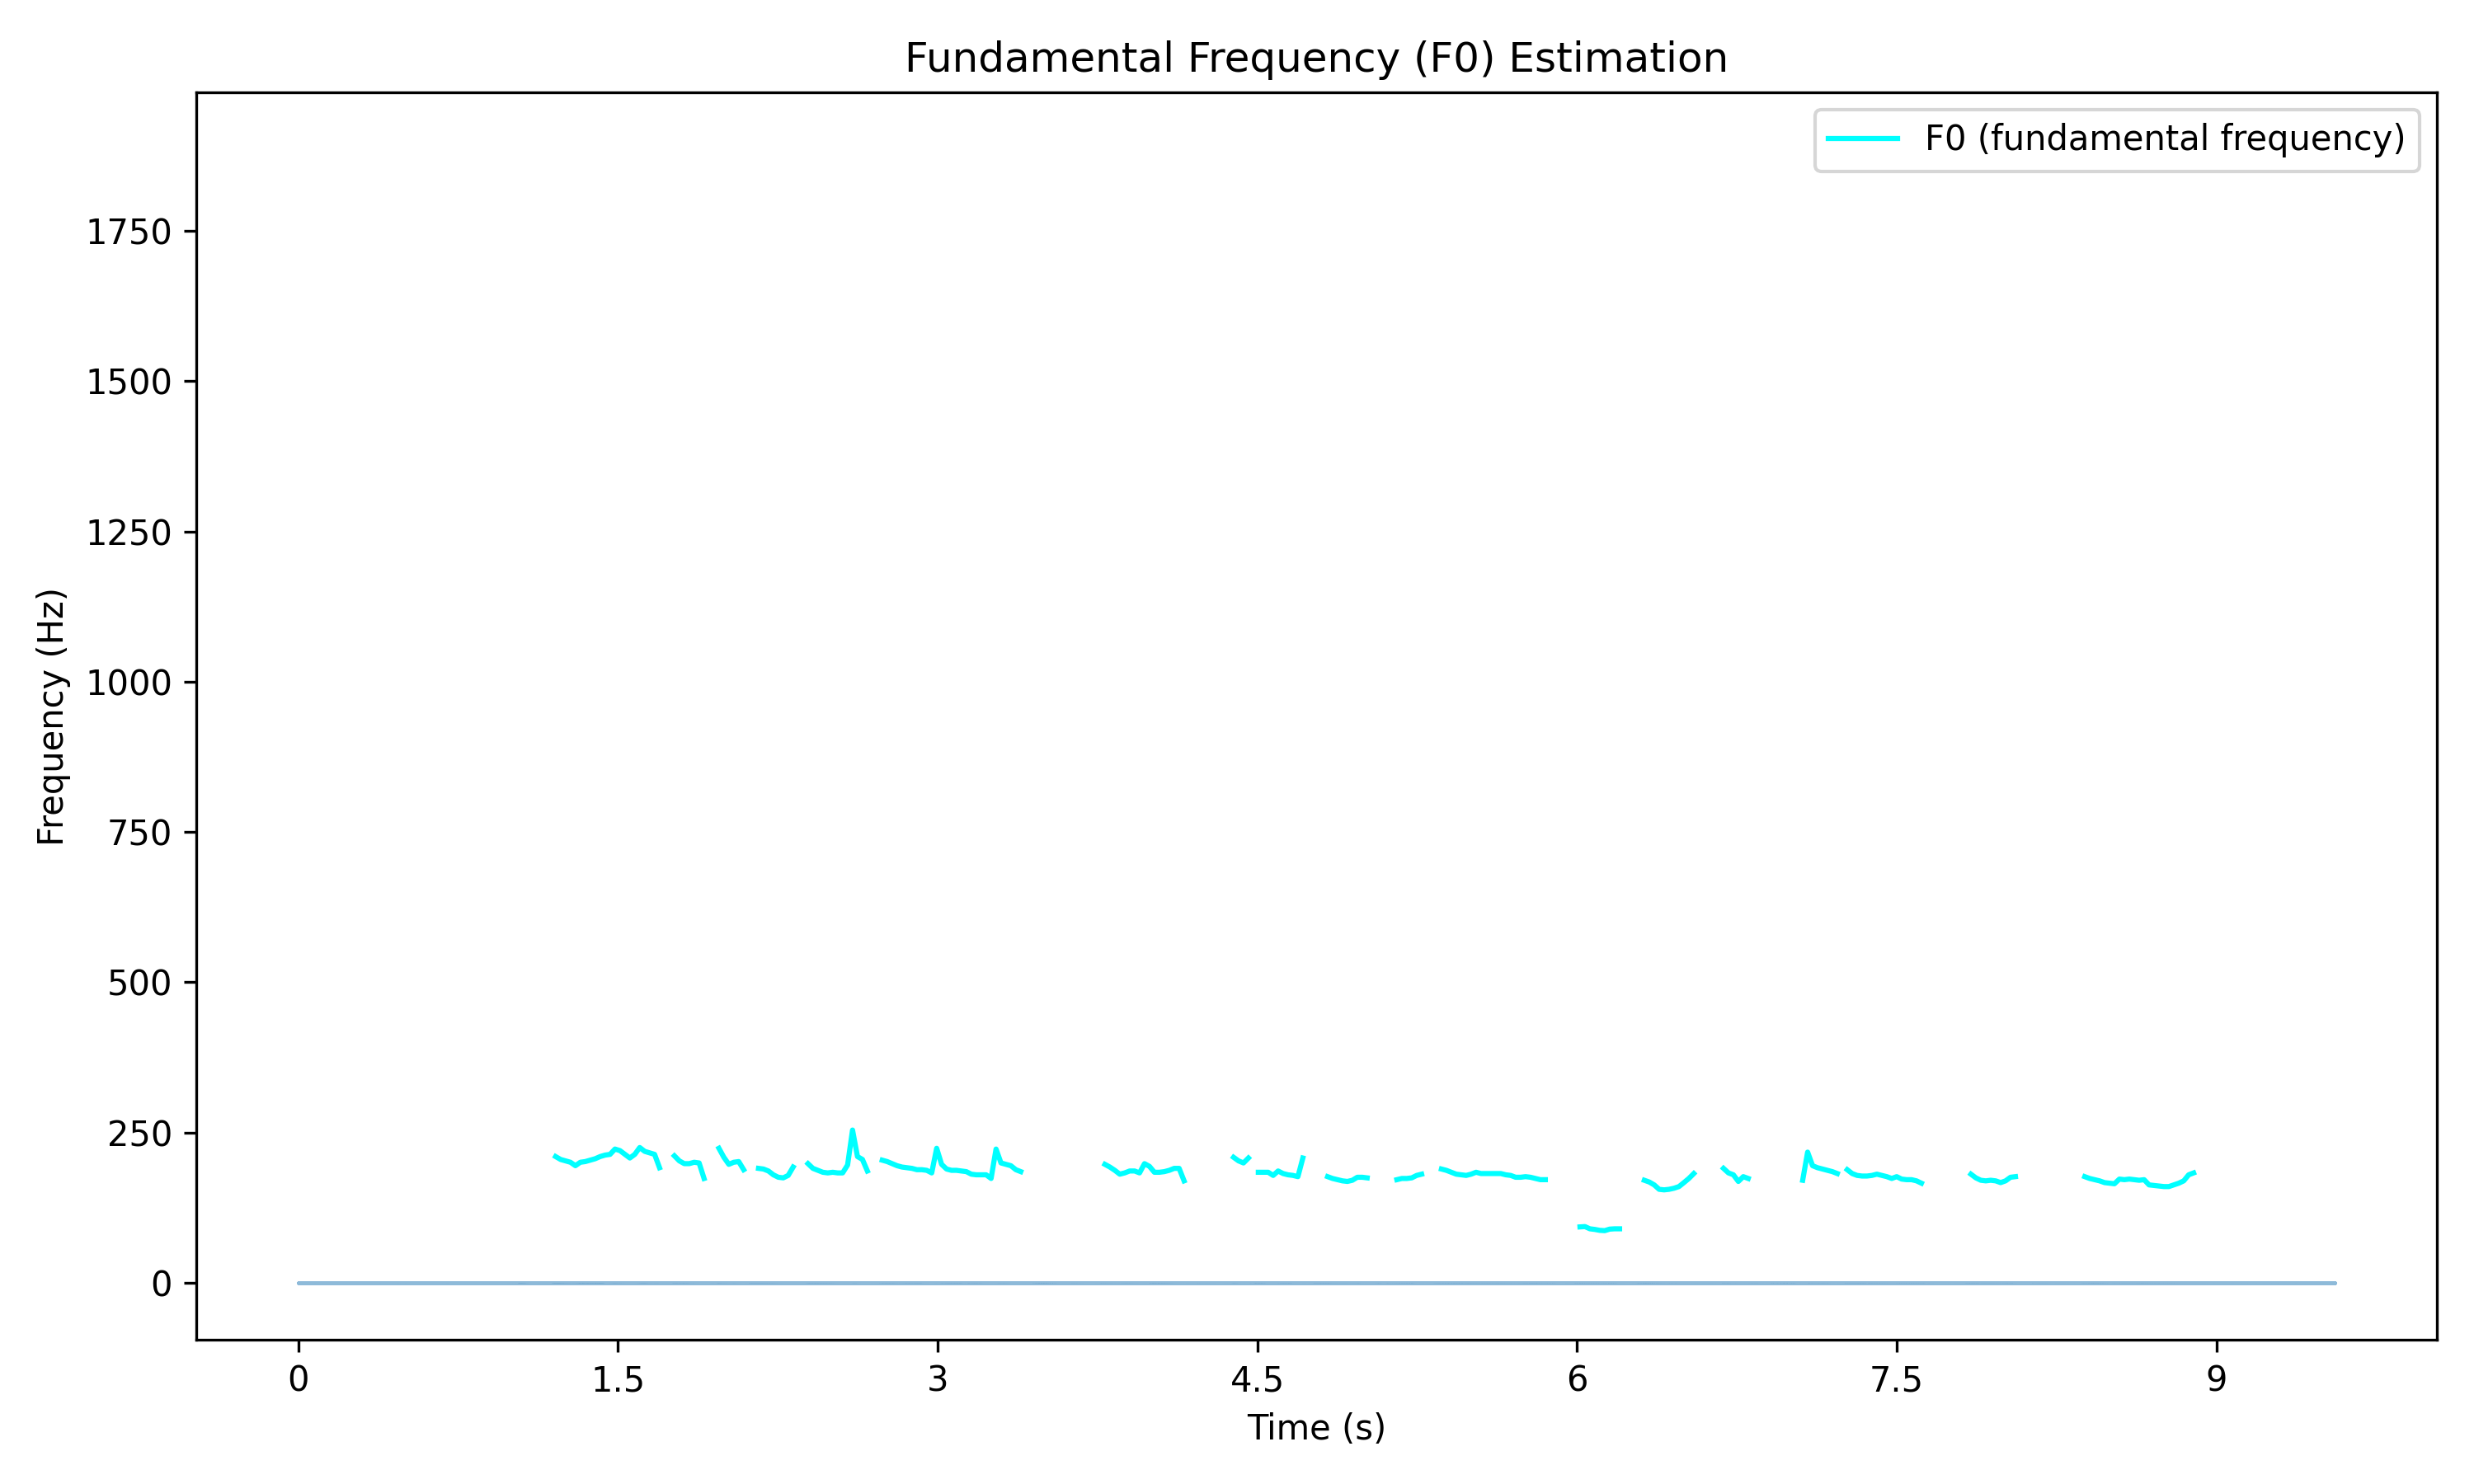 Fundamental Frequency (F0) Estimation
F0 (fundamental frequency)
1750
1500
1250
1000
750
500
250
0
Frequency (Hz)
0 1.5 3 4.5 6 7.5 9
Time (s)